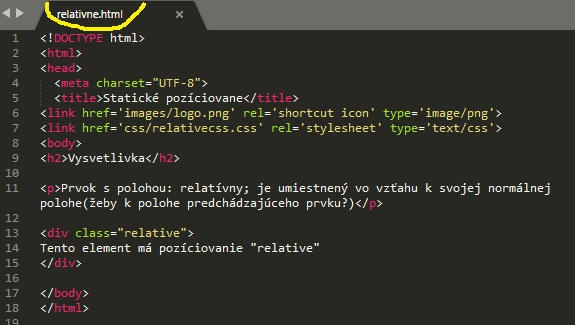 relativne.html ×
1 <!DOCTYPE html>
2 <html>
3 <head>
4 <meta charset="UTF-8">
5 <title>Statické pozíciovane</title>
6 <link href='images/logo.png' rel='shortcut icon' type='image/png'>
7 <link href='css/relativecss.css' rel='stylesheet' type='text/css'>
8 <body>
9 <h2>Vysvetlivka</h2>
10
11 <p>Prvok s polohou: relatívny; je umiestnený vo vzťahu k svojej normálnej
polohe(žeby k polohe predchádzajúceho prvku?)</p>
12
13 <div class="relative">
14 Tento element má pozíciovanie "relative"
15 </div>
16
17 </body>
18 </html>
19